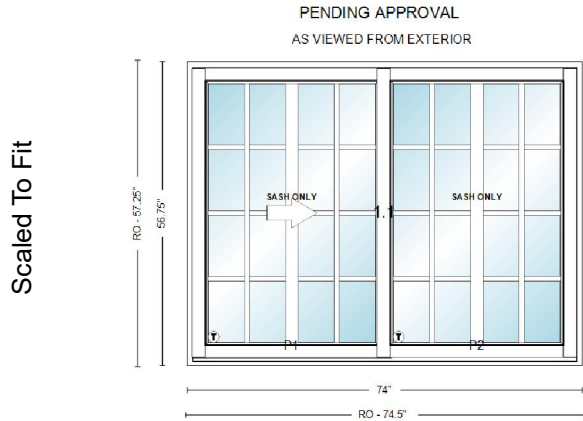 PENDING APPROVAL
AS VIEWED FROM EXTERIOR
Scaled To Fit
RO - 57.25"
56.75"
SASH ONLY
SASH ONLY
1.1
T
T
P1
P2
74"
RO - 74.5"